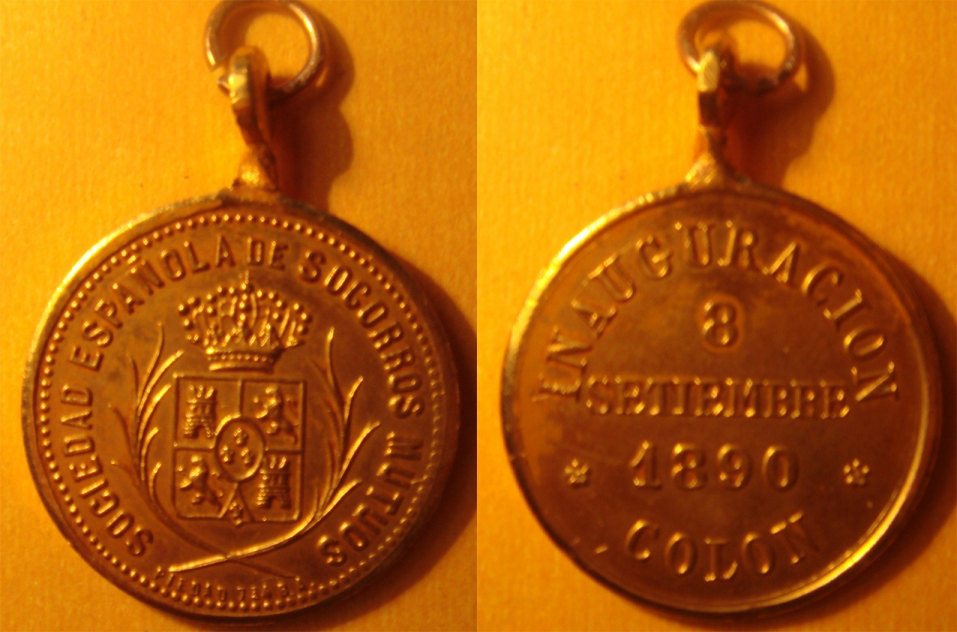 SOCIEDAD ESPAÑOLA DE SOCORROS MUTUOS
INAUGURACION
8
SETIEMBRE
1890
COLON